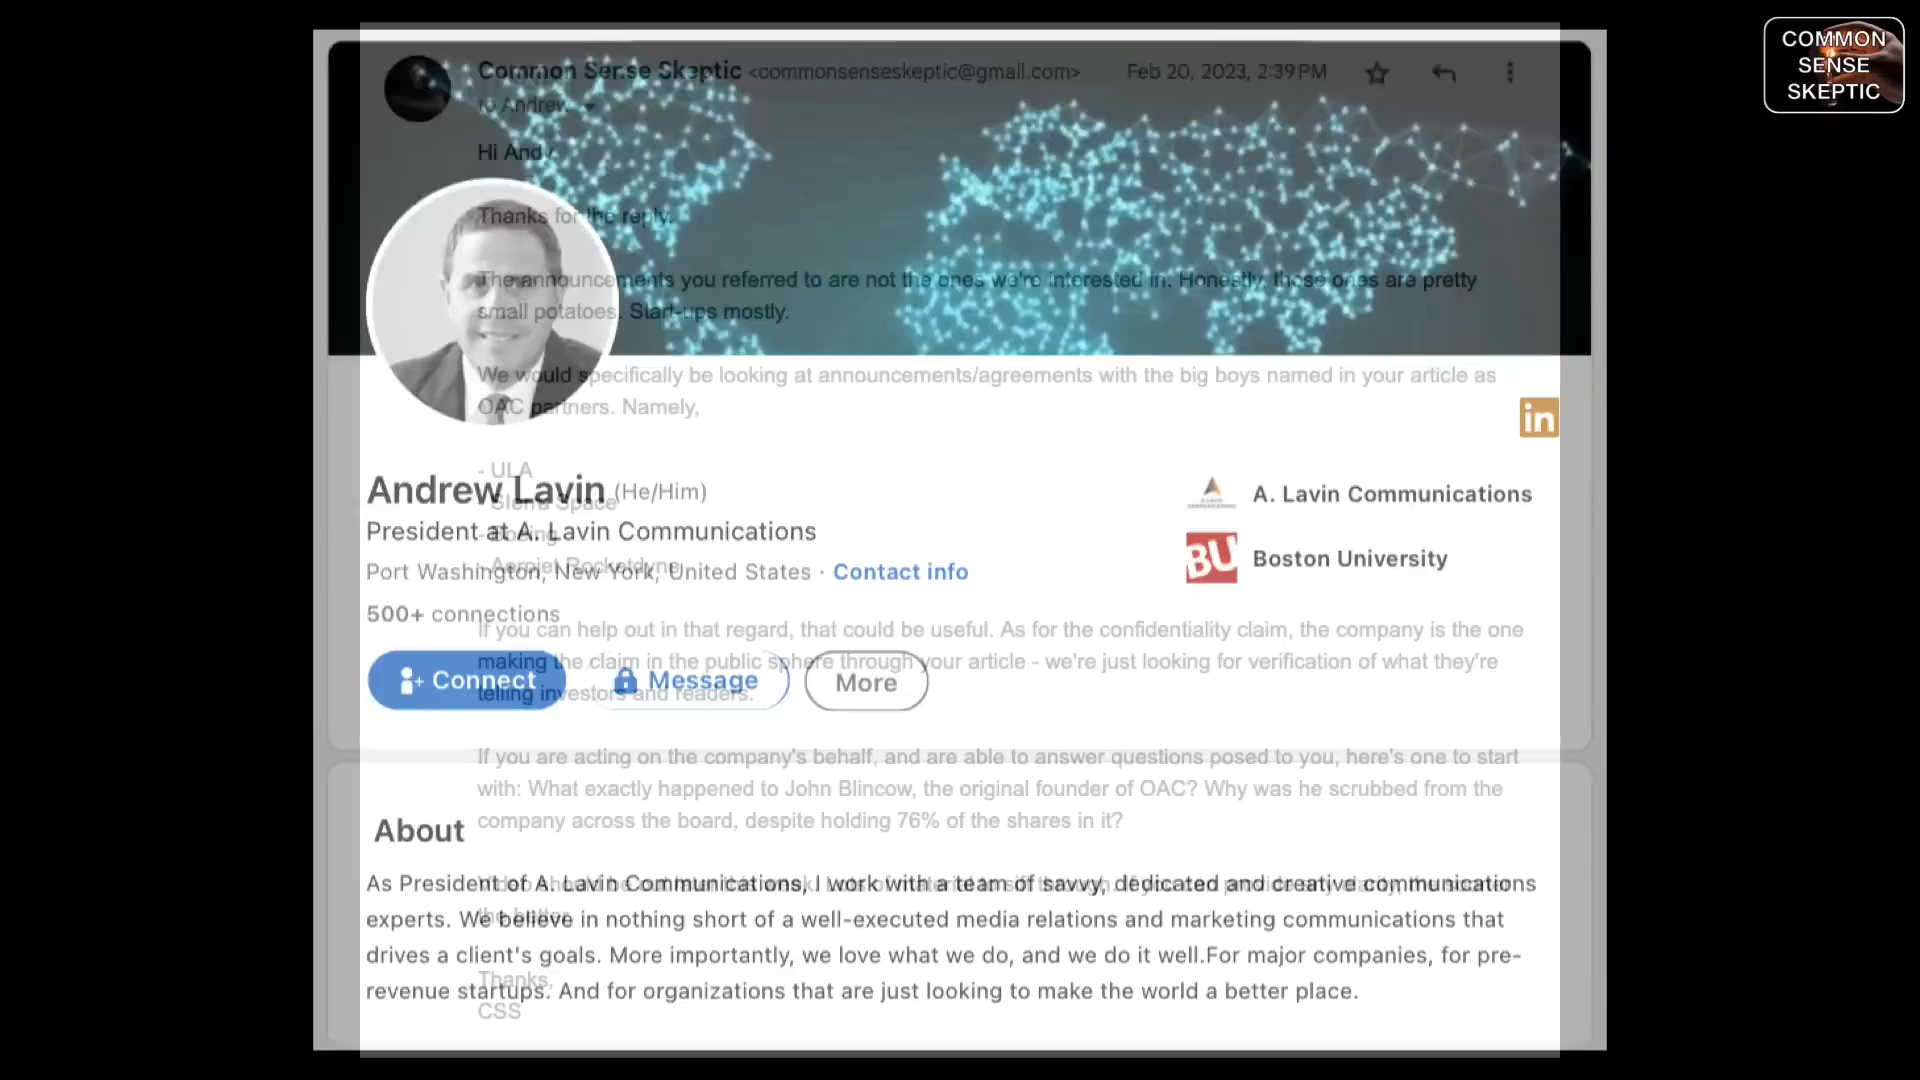 COMMON
SENSE
SKEPTIC
Common Sense Skeptic <commonsenseskeptic@gmail.com> Feb 20, 2023, 2:39 PM
to Andrew
Hi And
Thanks for the reply.
The announcements you referred to are not the ones we're interested in. Honestly, those ones are pretty
small potatoes. Start-ups mostly.
We would specifically be looking at announcements/agreements with the big boys named in your article as
OAC partners. Namely,
- ULA
- Sierra Space
- Boeing
- Aerojet Rocketdyne
If you can help out in that regard, that could be useful. As for the confidentiality claim, the company is the one
making the claim in the public sphere through your article - we're just looking for verification of what they're
telling investors and readers.
If you are acting on the company's behalf, and are able to answer questions posed to you, here's one to start
with: What exactly happened to John Blincow, the original founder of OAC? Why was he scrubbed from the
company across the board, despite holding 76% of the shares in it?
the better.
Thanks,
CSS
in
Andrew Lavin (He/Him)
President at A. Lavin Communications
Port Washington, New York, United States · Contact info
500+ connections
A. Lavin Communications
BU Boston University
Connect Message More
About
As President of A. Lavin Communications, I work with a team of savvy, dedicated and creative communications
experts. We believe in nothing short of a well-executed media relations and marketing communications that
drives a client's goals. More importantly, we love what we do, and we do it well.For major companies, for pre-
revenue startups. And for organizations that are just looking to make the world a better place.